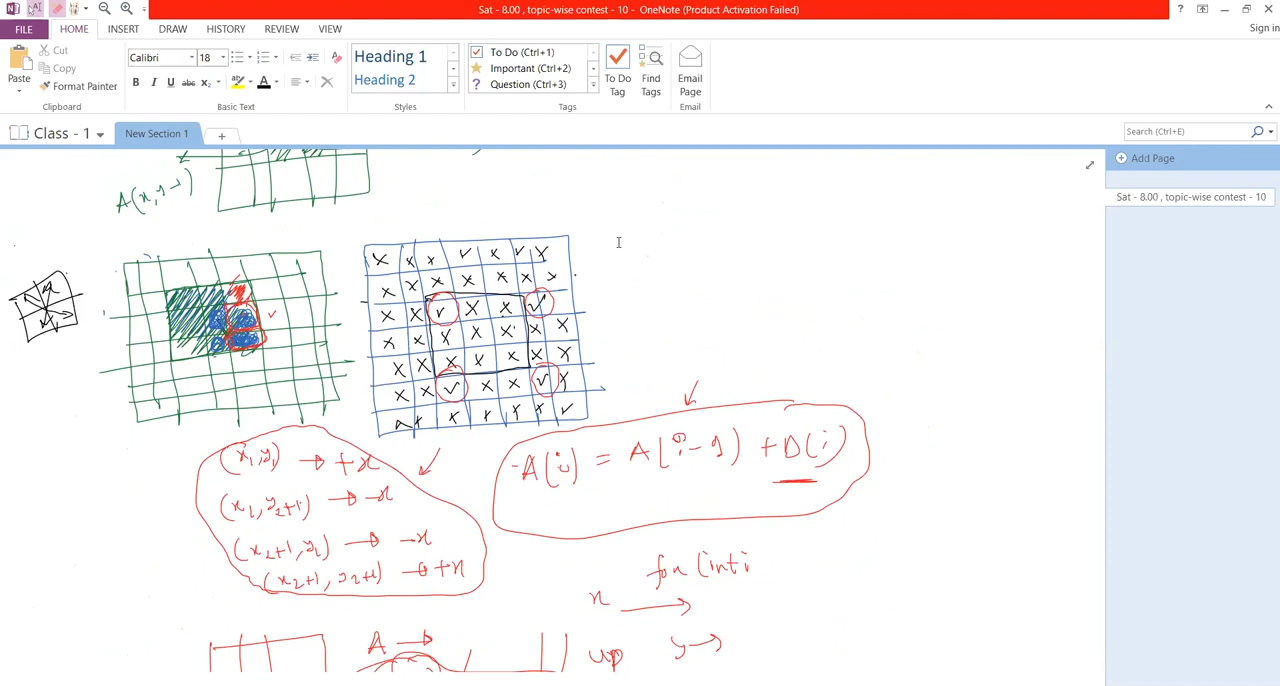 Sat - 8.00 , topic-wise contest - 10 - OneNote (Product Activation Failed)
FILE HOME INSERT DRAW HISTORY REVIEW VIEW
Sign in
Paste
Cut
Copy
Format Painter
Clipboard
Calibri 18
B I U abc X₂ A
Basic Text
Heading 1
Heading 2
Styles
To Do (Ctrl+1)
Important (Ctrl+2)
Question (Ctrl+3)
Tags
To Do Tag
Find Tags
Email Page
Email
Class - 1
New Section 1
Search (Ctrl+E)
Add Page
Sat - 8.00 , topic-wise contest - 10
(x₁,y₁) → +x
→ -x
(x₂+1, y₁) → -x
(x₂+1, y₂+1) → +x
A(i) = A(i-1) + D(i)
for (int i
x →
A →
up
y →